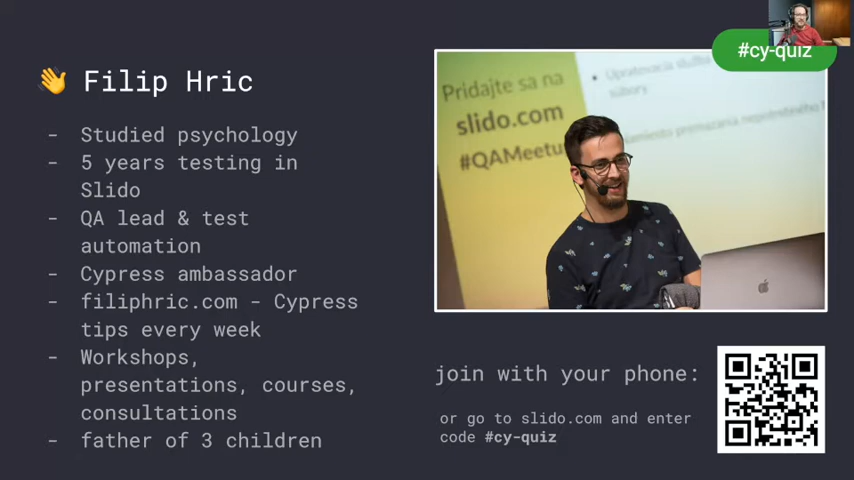 👋 Filip Hric
- Studied psychology
- 5 years testing in
Slido
- QA lead & test
automation
- Cypress ambassador
- filiphric.com - Cypress
tips every week
- Workshops,
presentations, courses,
consultations
- father of 3 children
#cy-quiz
Pridajte sa na
slido.com
#QAMeetu
join with your phone:
or go to slido.com and enter
code #cy-quiz